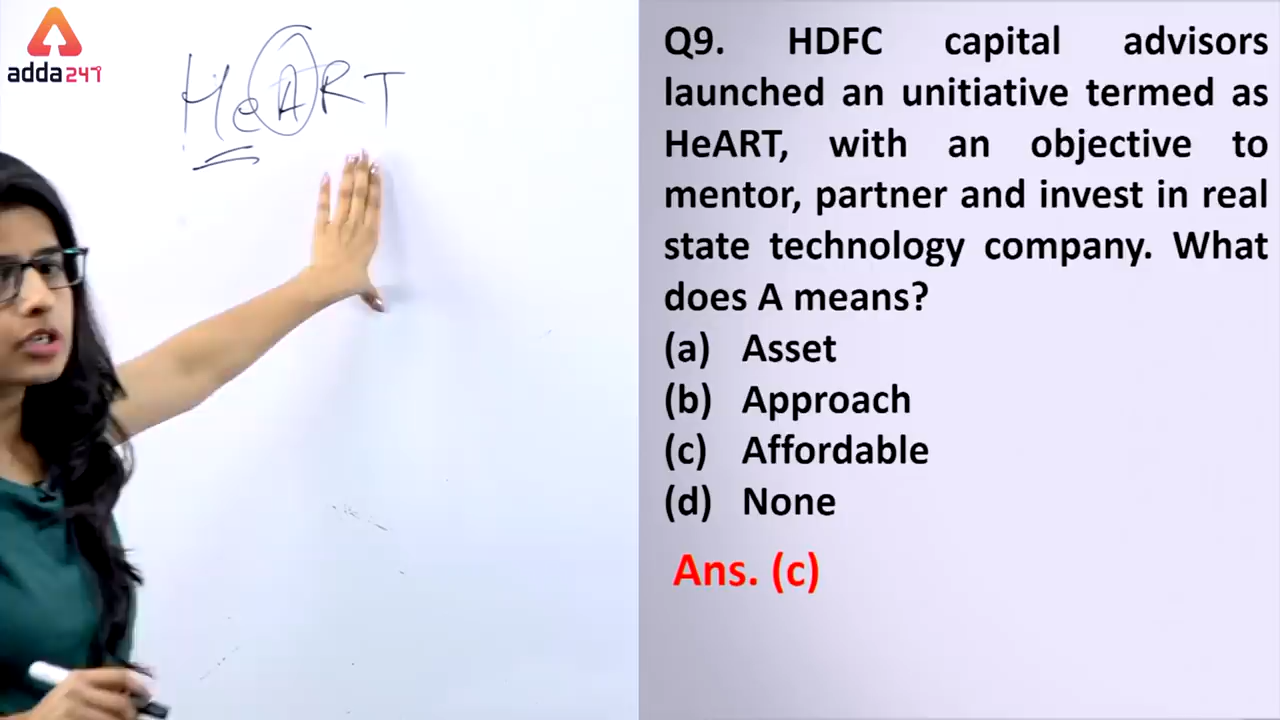 adda247
HeART
Q9. HDFC capital advisors
launched an unitiative termed as
HeART, with an objective to
mentor, partner and invest in real
state technology company. What
does A means?
(a) Asset
(b) Approach
(c) Affordable
(d) None
Ans. (c)